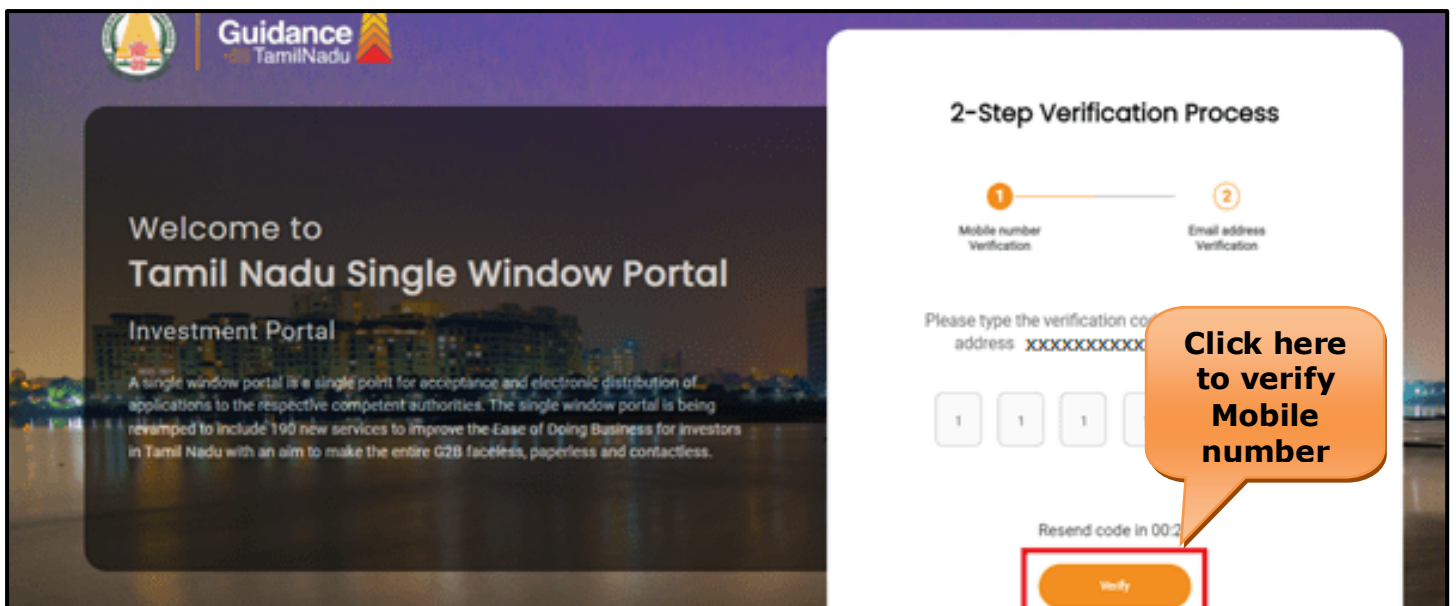 Guidance
TamilNadu
Welcome to
Tamil Nadu Single Window Portal
Investment Portal
A single window portal is a single point for acceptance and electronic distribution of
applications to the respective competent authorities. The single window portal is being
revamped to include 190 new services to improve the Ease of Doing Business for investors
in Tamil Nadu with an aim to make the entire G2B faceless, paperless and contactless.
2-Step Verification Process
1
2
Mobile number
Verification
Email address
Verification
Please type the verification
address xxxxxxxxxxx
1 1 1
Click here
to verify
Mobile
number
Resend code in
Verify